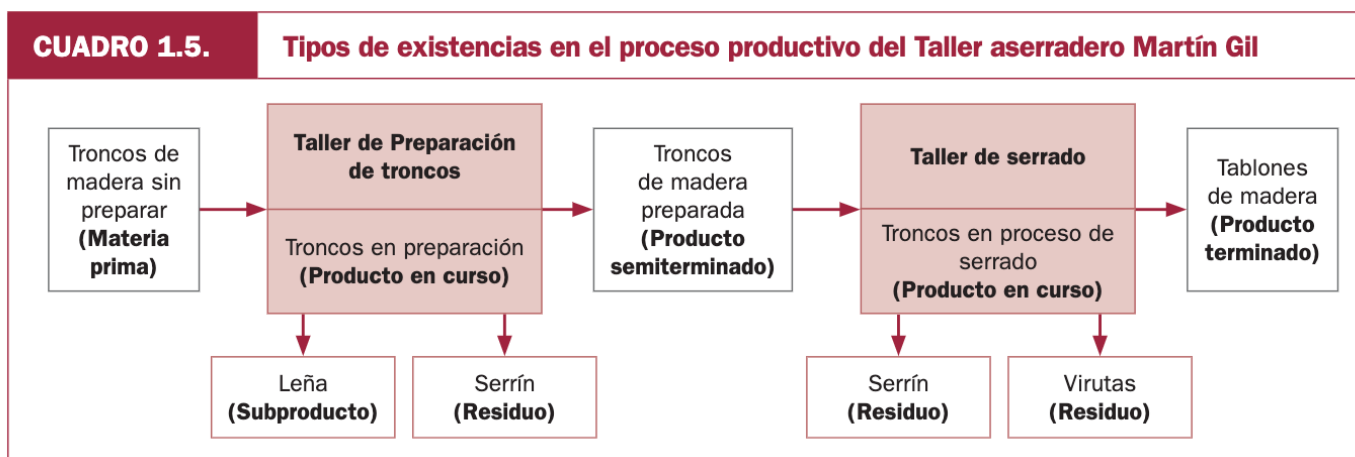 CUADRO 1.5.
Tipos de existencias en el proceso productivo del Taller aserradero Martín Gil
Troncos de
madera sin
preparar
(Materia
prima)
Taller de Preparación
de troncos
Troncos en preparación
(Producto en curso)
Troncos
de madera
preparada
(Producto
semiterminado)
Taller de serrado
Troncos en proceso de
serrado
(Producto en curso)
Tablones
de madera
(Producto
terminado)
Leña
(Subproducto)
Serrín
(Residuo)
Serrín
(Residuo)
Virutas
(Residuo)